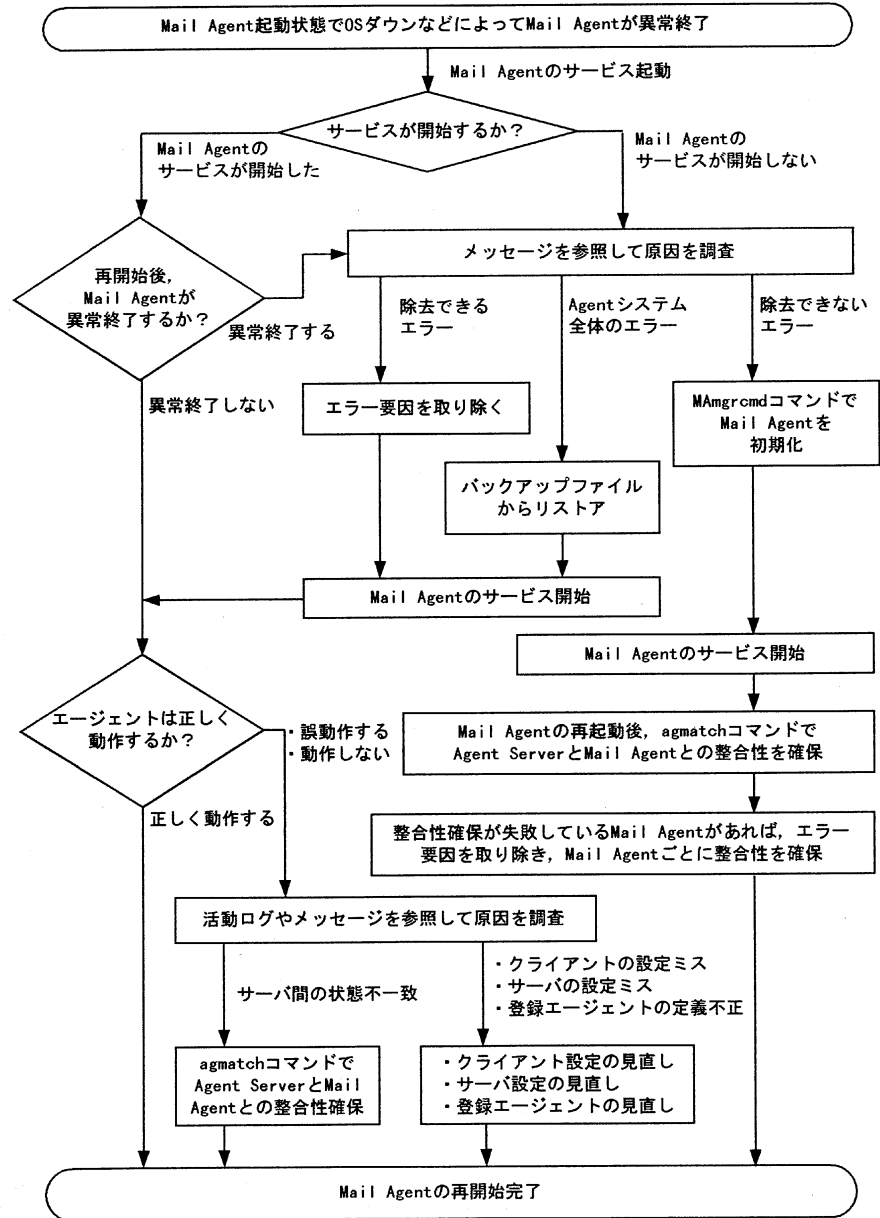 Mail Agent起動状態でOSダウンなどによってMail Agentが異常終了
Mail Agentのサービス起動
サービスが開始するか？
Mail Agentの
サービスが開始した
Mail Agentの
サービスが開始しない
再開始後，
Mail Agentが
異常終了するか？
異常終了する
メッセージを参照して原因を調査
除去できる
エラー
Agentシステム
全体のエラー
除去できない
エラー
異常終了しない
エラー要因を取り除く
MAmgrcmdコマンドで
Mail Agentを
初期化
バックアップファイル
からリストア
Mail Agentのサービス開始
Mail Agentのサービス開始
エージェントは正しく
動作するか？
・誤動作する
・動作しない
Mail Agentの再起動後，agmatchコマンドで
Agent ServerとMail Agentとの整合性を確保
正しく動作する
整合性確保が失敗しているMail Agentがあれば，エラー
要因を取り除き，Mail Agentごとに整合性を確保
活動ログやメッセージを参照して原因を調査
サーバ間の状態不一致
・クライアントの設定ミス
・サーバの設定ミス
・登録エージェントの定義不正
agmatchコマンドで
Agent ServerとMail
Agentとの整合性確保
・クライアント設定の見直し
・サーバ設定の見直し
・登録エージェントの見直し
Mail Agentの再開始完了